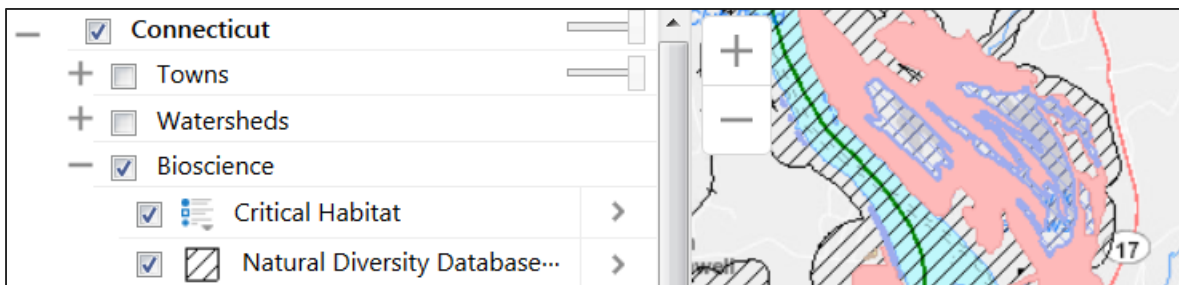 Connecticut
Towns
Watersheds
Bioscience
Critical Habitat
Natural Diversity Database...
17